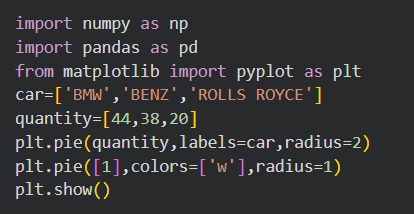 import numpy as np
import pandas as pd
from matplotlib import pyplot as plt
car=['BMW','BENZ','ROLLS ROYCE']
quantity=[44,38,20]
plt.pie(quantity,labels=car,radius=2)
plt.pie([1],colors=['w'],radius=1)
plt.show()